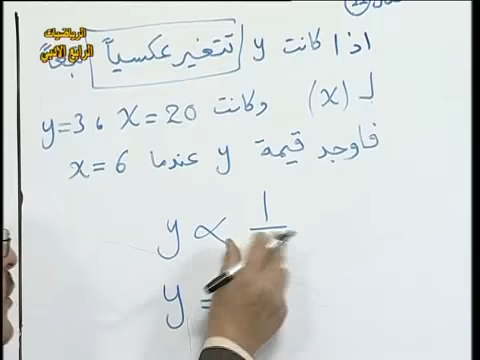 الرياضيات
الرابع الادبي
اذا كانت y تتغير عكسياً
لـ (x) وكانت x = 20 ، y=3
فاوجد قيمة y عندما x = 6
y ∝ 1
y =